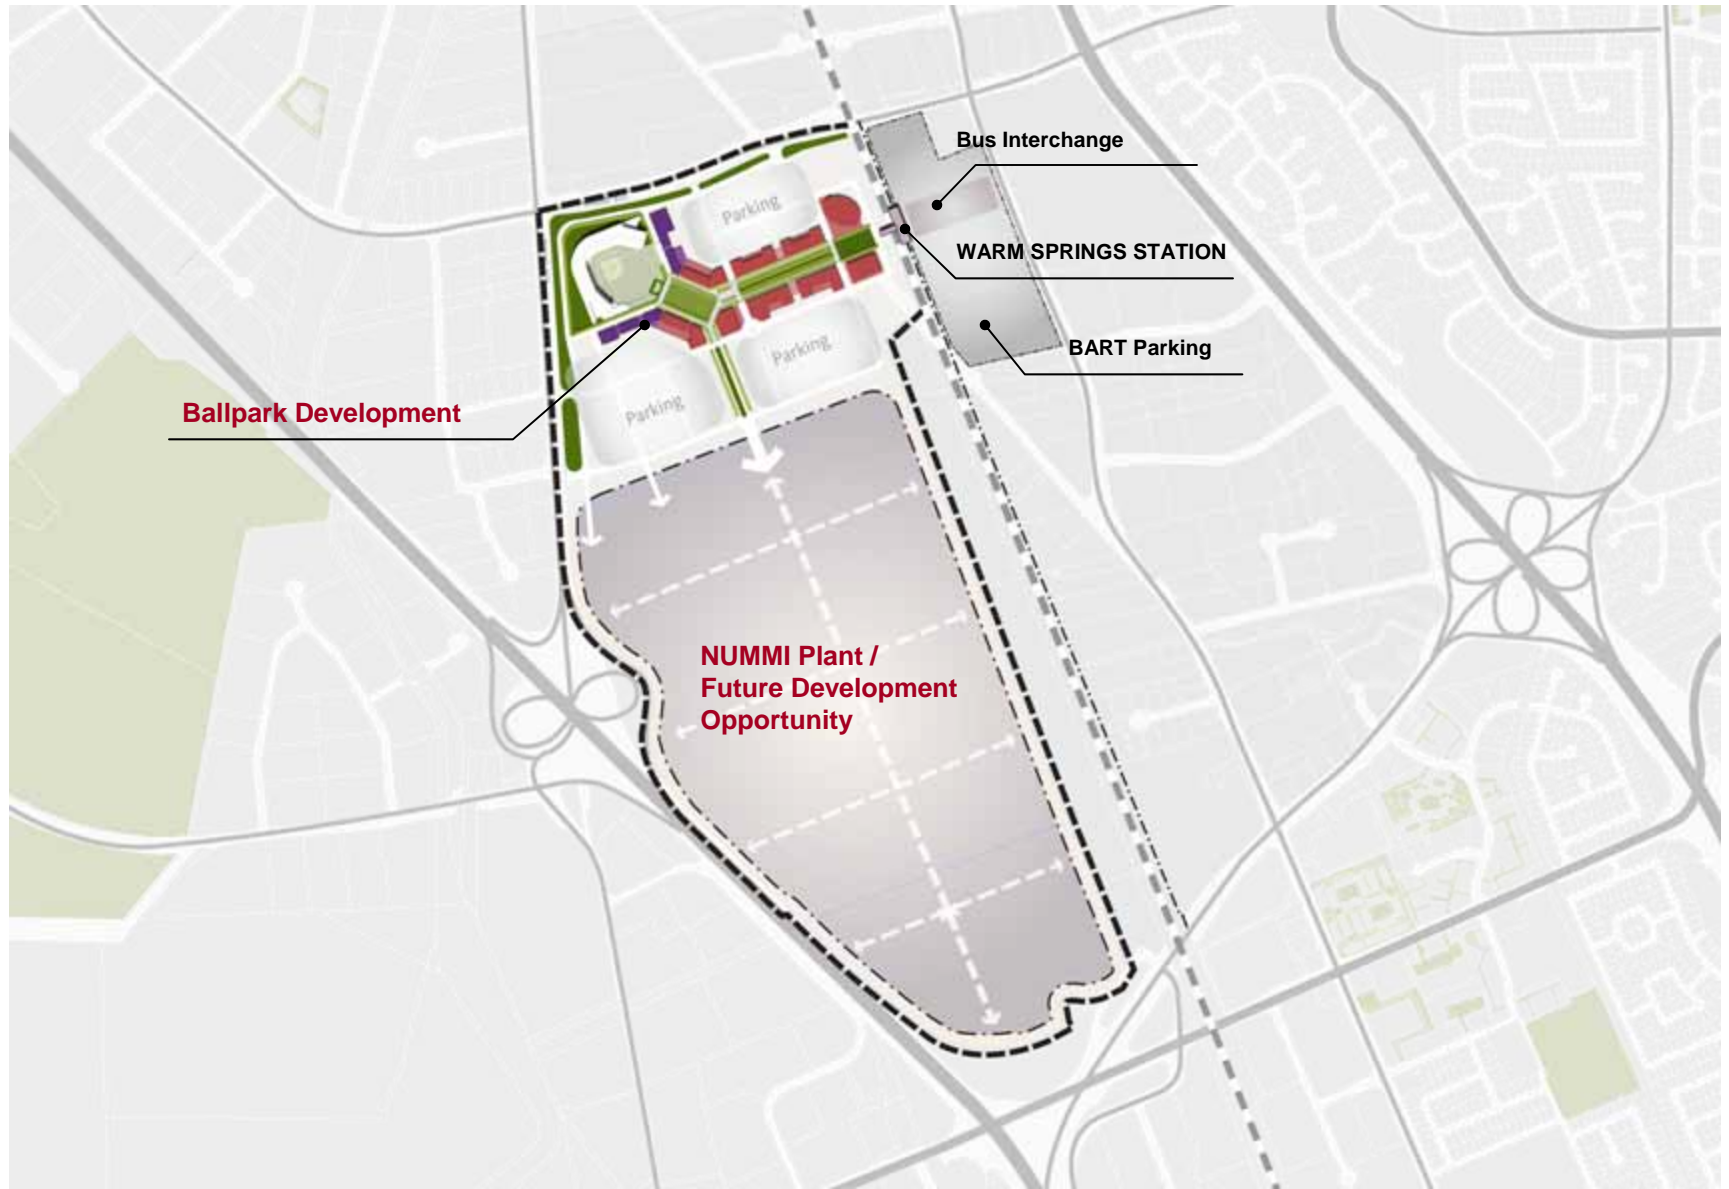 Bus Interchange
Parking
WARM SPRINGS STATION
Parking
BART Parking
Parking
Ballpark Development
NUMMI Plant /
Future Development
Opportunity